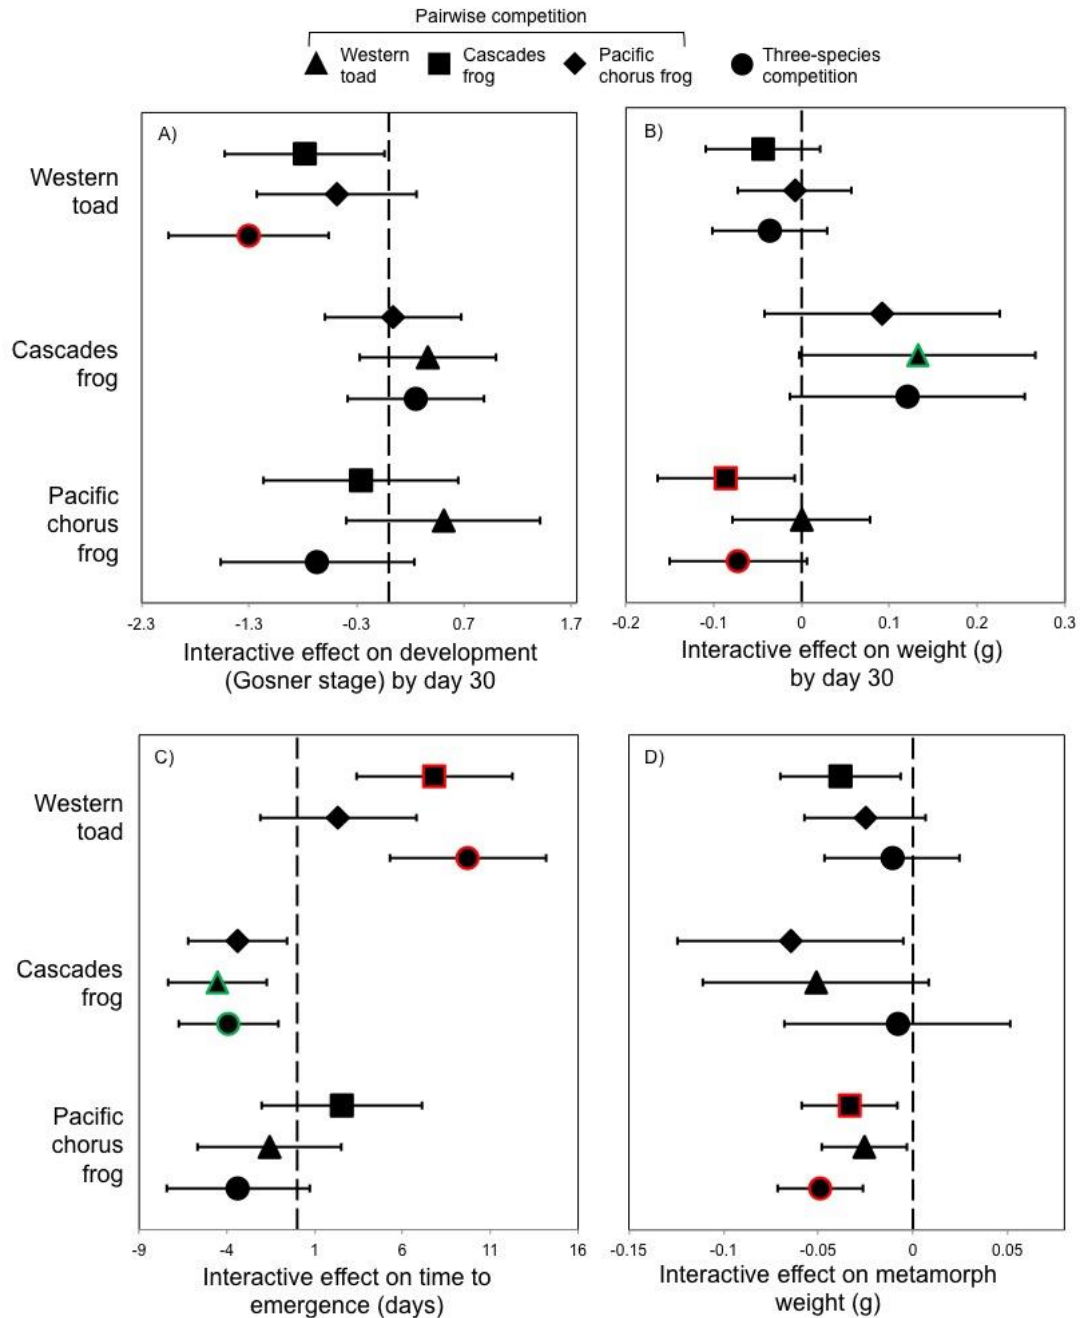 Pairwise competition
Western
toad
Cascades
frog
Pacific
chorus frog
Three-species
competition
A)
Western
toad
Cascades
frog
Pacific
chorus
frog
-2.3 -1.3 -0.3 0.7 1.7
Interactive effect on development
(Gosner stage) by day 30
B)
-0.2 -0.1 0 0.1 0.2 0.3
Interactive effect on weight (g)
by day 30
C)
Western
toad
Cascades
frog
Pacific
chorus
frog
-9 -4 1 6 11 16
Interactive effect on time to
emergence (days)
D)
-0.15 -0.1 -0.05 0 0.05
Interactive effect on metamorph
weight (g)